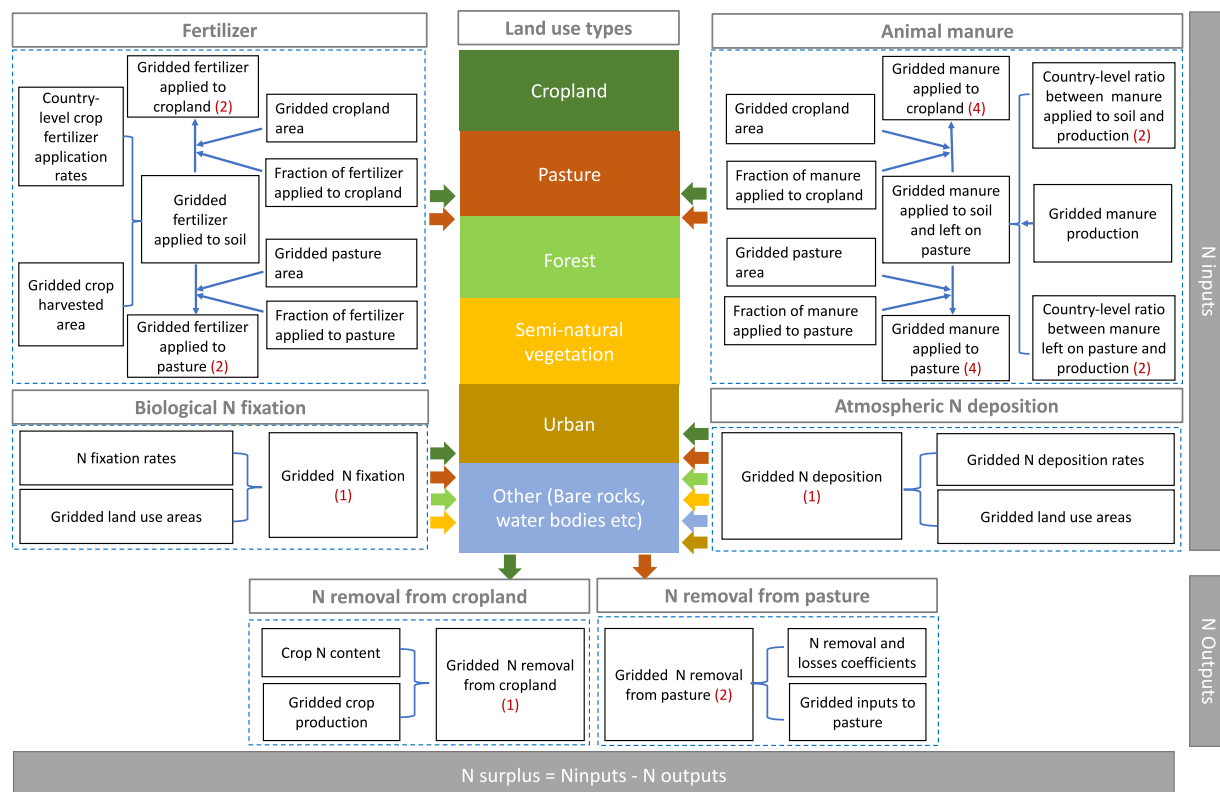 Fertilizer
Gridded fertilizer
applied to
cropland (2)
Country-
level crop
fertilizer
application
rates
Gridded cropland
area
Fraction of fertilizer
applied to cropland
Gridded
fertilizer
applied to soil
Gridded pasture
area
Gridded crop
harvested
area
Fraction of fertilizer
applied to pasture
Gridded fertilizer
applied to
pasture (2)
Land use types
Cropland
Pasture
Forest
Semi-natural
vegetation
Urban
Other (Bare rocks,
water bodies etc)
Animal manure
Gridded manure
applied to
cropland (4)
Country-level ratio
between manure
applied to soil and
production (2)
Gridded cropland
area
Fraction of manure
applied to cropland
Gridded manure
applied to soil
and left on
pasture
Gridded manure
production
Gridded pasture
area
Fraction of manure
applied to pasture
Gridded manure
applied to
pasture (4)
Country-level ratio
between manure
left on pasture and
production (2)
N inputs
Biological N fixation
N fixation rates
Gridded land use areas
Gridded N fixation
(1)
Atmospheric N deposition
Gridded N deposition
(1)
Gridded N deposition rates
Gridded land use areas
N removal from cropland
Crop N content
Gridded crop
production
Gridded N removal
from cropland
(1)
N removal from pasture
Gridded N removal
from pasture (2)
N removal and
losses coefficients
Gridded inputs to
pasture
N Outputs
N surplus = Ninputs - N outputs